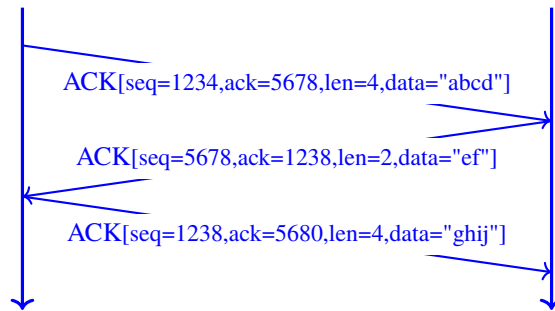 ACK[seq=1234,ack=5678,len=4,data="abcd"]
ACK[seq=5678,ack=1238,len=2,data="ef"]
ACK[seq=1238,ack=5680,len=4,data="ghij"]